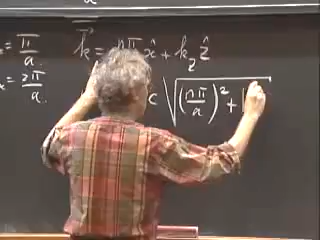 = π/a    k⃗ = nπ/a x̂ + k_z ẑ
= 2π/a    c √((nπ/a)² +